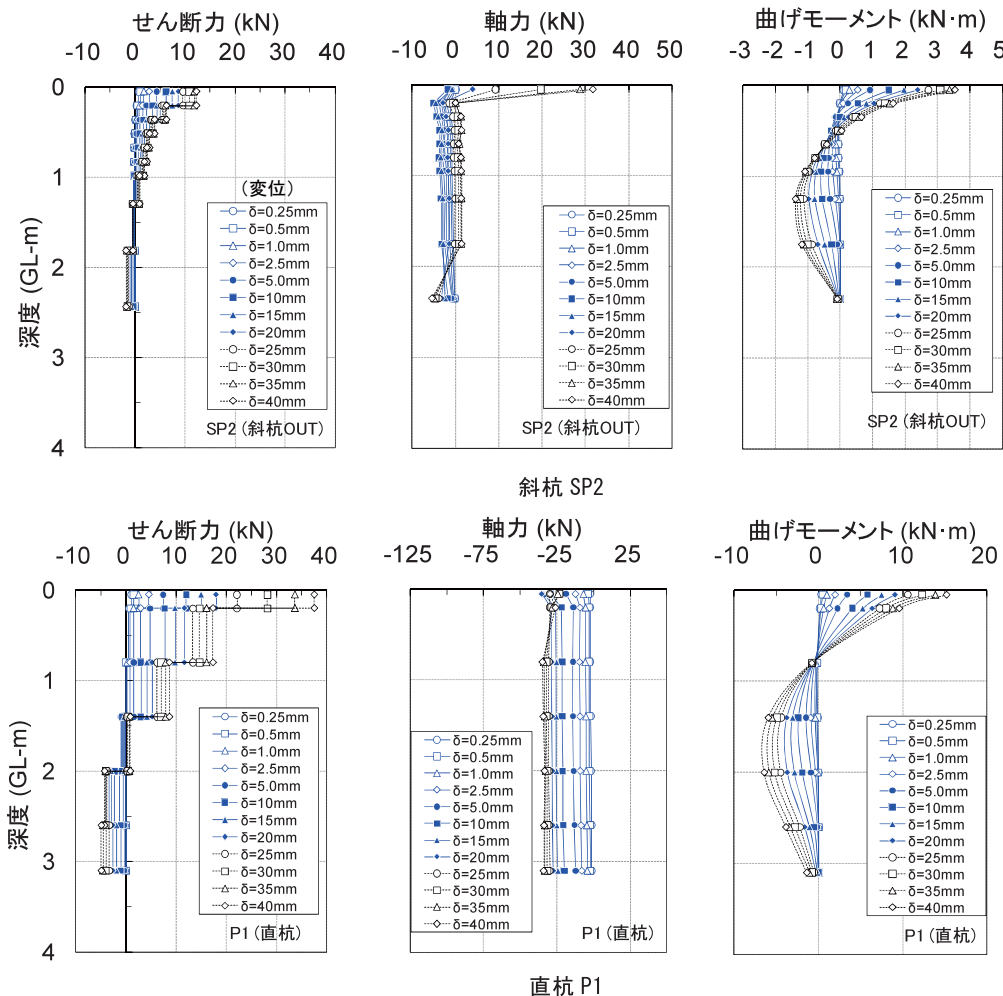 せん断力 (kN)
-10 0 10 20 30 40
深度 (GL-m)
0
1
2
3
4
(変位)
δ=0.25mm
δ=0.5mm
δ=1.0mm
δ=2.5mm
δ=5.0mm
δ=10mm
δ=15mm
δ=20mm
δ=25mm
δ=30mm
δ=35mm
δ=40mm
SP2 (斜杭OUT)
軸力 (kN)
-10 0 10 20 30 40 50
δ=0.25mm
δ=0.5mm
δ=1.0mm
δ=2.5mm
δ=5.0mm
δ=10mm
δ=15mm
δ=20mm
δ=25mm
δ=30mm
δ=35mm
δ=40mm
SP2 (斜杭OUT)
曲げモーメント (kN·m)
-3 -2 -1 0 1 2 3 4 5
δ=0.25mm
δ=0.5mm
δ=1.0mm
δ=2.5mm
δ=5.0mm
δ=10mm
δ=15mm
δ=20mm
δ=25mm
δ=30mm
δ=35mm
δ=40mm
SP2 (斜杭OUT)
斜杭 SP2
せん断力 (kN)
-10 0 10 20 30 40
深度 (GL-m)
0
1
2
3
4
δ=0.25mm
δ=0.5mm
δ=1.0mm
δ=2.5mm
δ=5.0mm
δ=10mm
δ=15mm
δ=20mm
δ=25mm
δ=30mm
δ=35mm
δ=40mm
P1 (直杭)
軸力 (kN)
-125 -75 -25 25
δ=0.25mm
δ=0.5mm
δ=1.0mm
δ=2.5mm
δ=5.0mm
δ=10mm
δ=15mm
δ=20mm
δ=25mm
δ=30mm
δ=35mm
δ=40mm
P1 (直杭)
曲げモーメント (kN·m)
-10 0 10 20
δ=0.25mm
δ=0.5mm
δ=1.0mm
δ=2.5mm
δ=5.0mm
δ=10mm
δ=15mm
δ=20mm
δ=25mm
δ=30mm
δ=35mm
δ=40mm
P1 (直杭)
直杭 P1